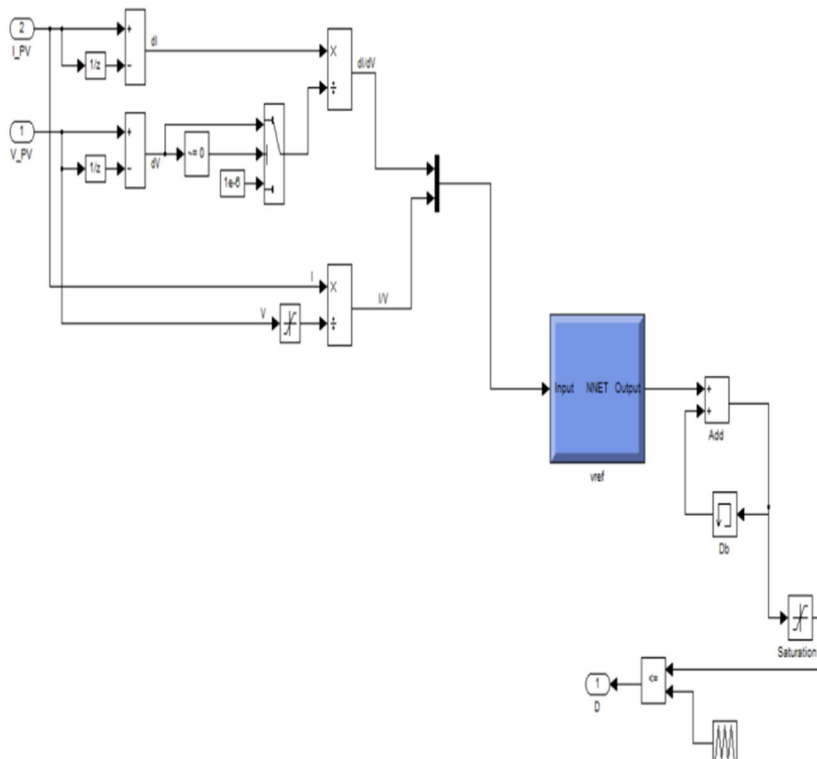 2
I_PV
+
−
dI
1/z
×
÷
dI/dV
1
V_PV
+
−
dV
1/z
~= 0
1e-6
I
V
×
÷
I/V
Input NNET Output
vref
+
+
Add
Db
Saturation
<=
1
D